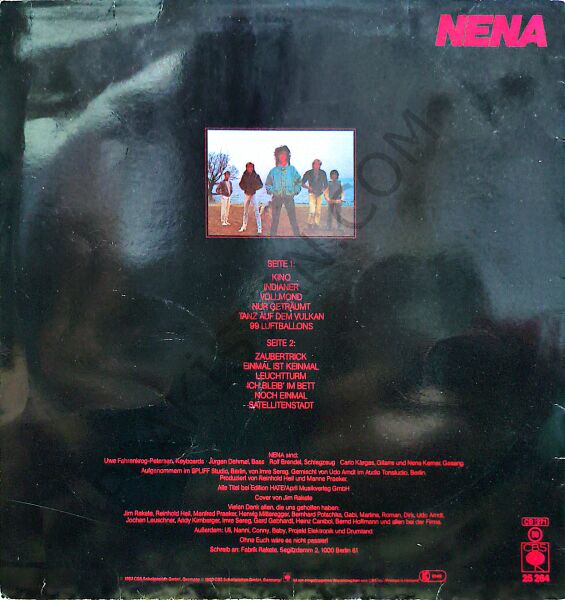 NENA
SEITE 1:
KINO
INDIANER
VOLLMOND
NUR GETRÄUMT
TANZ AUF DEM VULKAN
99 LUFTBALLONS
SEITE 2:
ZAUBERTRICK
EINMAL IST KEINMAL
LEUCHTTURM
ICH BLEIB' IM BETT
NOCH EINMAL
SATELLITENSTADT
NENA sind:
Uwe Fahrenkrog-Petersen, Keyboards · Jürgen Dehmel, Bass Rolf Brendel, Schlagzeug Carlo Karges, Gitarre und Nena Kerner, Gesang.
Aufgenommen im SPLIFF Studio, Berlin, von Imre Sereg. Gemischt von Udo Arndt im Audio Tonstudio, Berlin.
Produziert von Reinhold Heil und Manne Praeker.
Alle Titel bei Edition HATE/April Musikverlag GmbH
Cover von Jim Rakete
Vielen Dank allen, die uns geholfen haben:
Jim Rakete, Reinhold Heil, Manfred Praeker, Herwig Mitteregger, Bernhard Potschka, Gabi, Martina, Roman, Dirk, Udo Arndt,
Jochen Leuschner, Andy Kirnberger, Imre Sereg, Gerd Gebhardt, Heinz Canibol, Bernd Hoffmann und allen bei der Firma.
Außerdem: Uli, Nanni, Conny, Baby, Projekt Elektronik und Drumland.
Ohne Euch wäre es nicht passiert!
Schreib an: Fabrik Rakete, Segitzdamm 2, 1000 Berlin 61
CBS
25 264